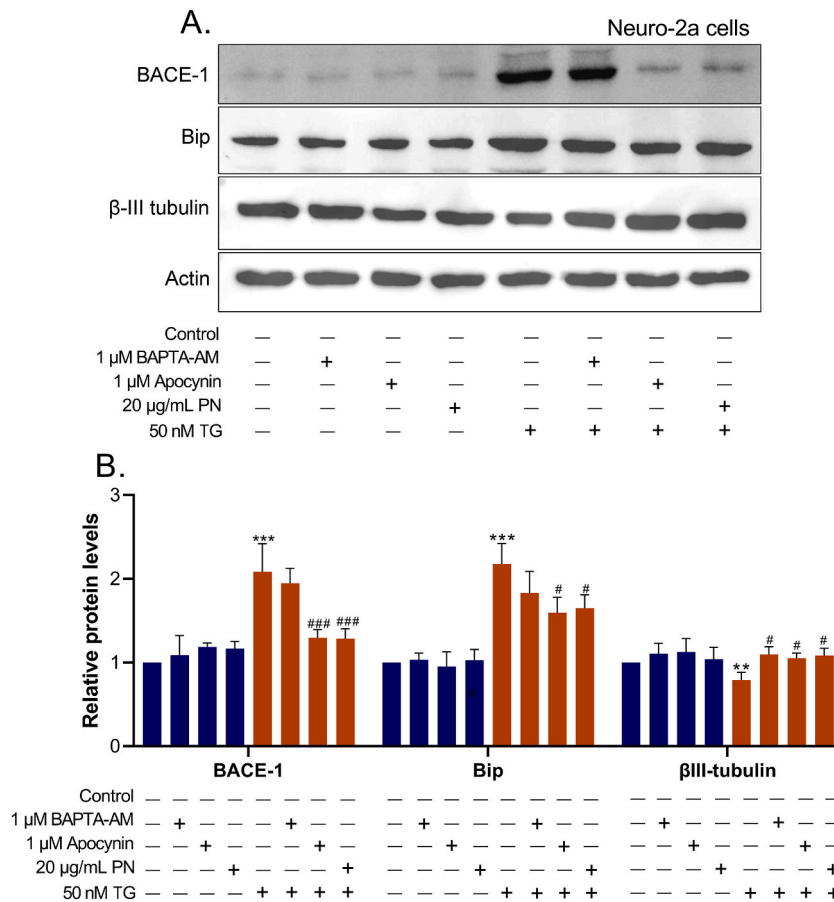 A.
Neuro-2a cells
BACE-1
Bip
β-III tubulin
Actin
Control — — — — — — — —
1 µM BAPTA-AM — + — — — + — —
1 µM Apocynin — — + — — — + —
20 µg/mL PN — — — + — — — +
50 nM TG — — — — + + + +
B.
Relative protein levels
3
2
1
0
***
###
###
***
#
#
**
#
#
#
BACE-1 Bip βIII-tubulin
Control — — — — — — — — — — — — — — — — — — — — — — — —
1 µM BAPTA-AM — + — — — + — — — + — — — + — — — + — — — + — —
1 µM Apocynin — — + — — — + — — — + — — — + — — — + — — — + —
20 µg/mL PN — — — + — — — + — — — + — — — + — — — + — — — +
50 nM TG — — — — + + + + — — — — + + + + — — — — + + + +